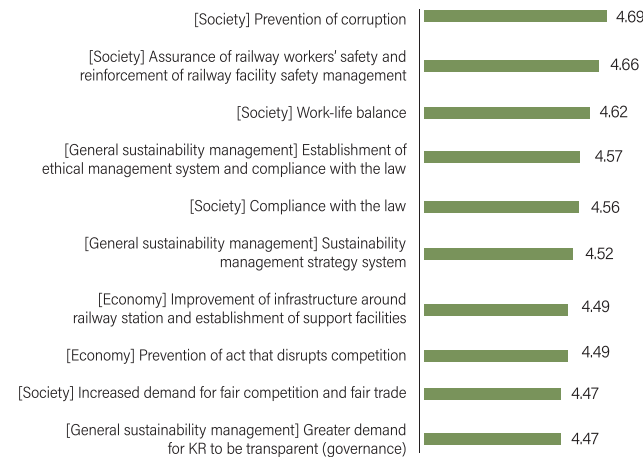 [Society] Prevention of corruption
4.69
[Society] Assurance of railway workers' safety and
reinforcement of railway facility safety management
4.66
[Society] Work-life balance
4.62
[General sustainability management] Establishment of
ethical management system and compliance with the law
4.57
[Society] Compliance with the law
4.56
[General sustainability management] Sustainability
management strategy system
4.52
[Economy] Improvement of infrastructure around
railway station and establishment of support facilities
4.49
[Economy] Prevention of act that disrupts competition
4.49
[Society] Increased demand for fair competition and fair trade
4.47
[General sustainability management] Greater demand
for KR to be transparent (governance)
4.47